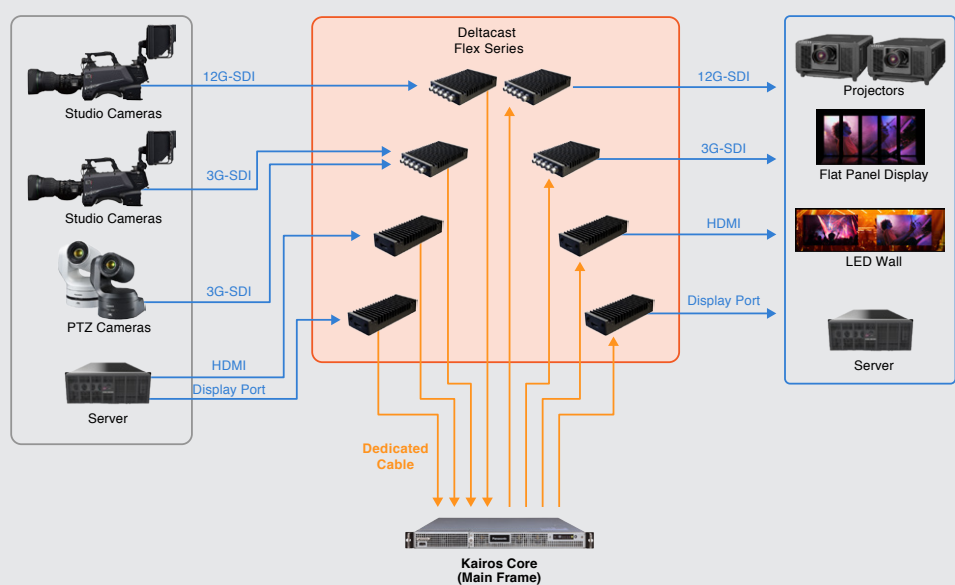 Deltacast
Flex Series
12G-SDI
Studio Cameras
3G-SDI
Studio Cameras
3G-SDI
PTZ Cameras
HDMI
Display Port
Server
12G-SDI
Projectors
3G-SDI
Flat Panel Display
HDMI
LED Wall
Display Port
Server
Dedicated
Cable
Panasonic
Kairos Core
(Main Frame)